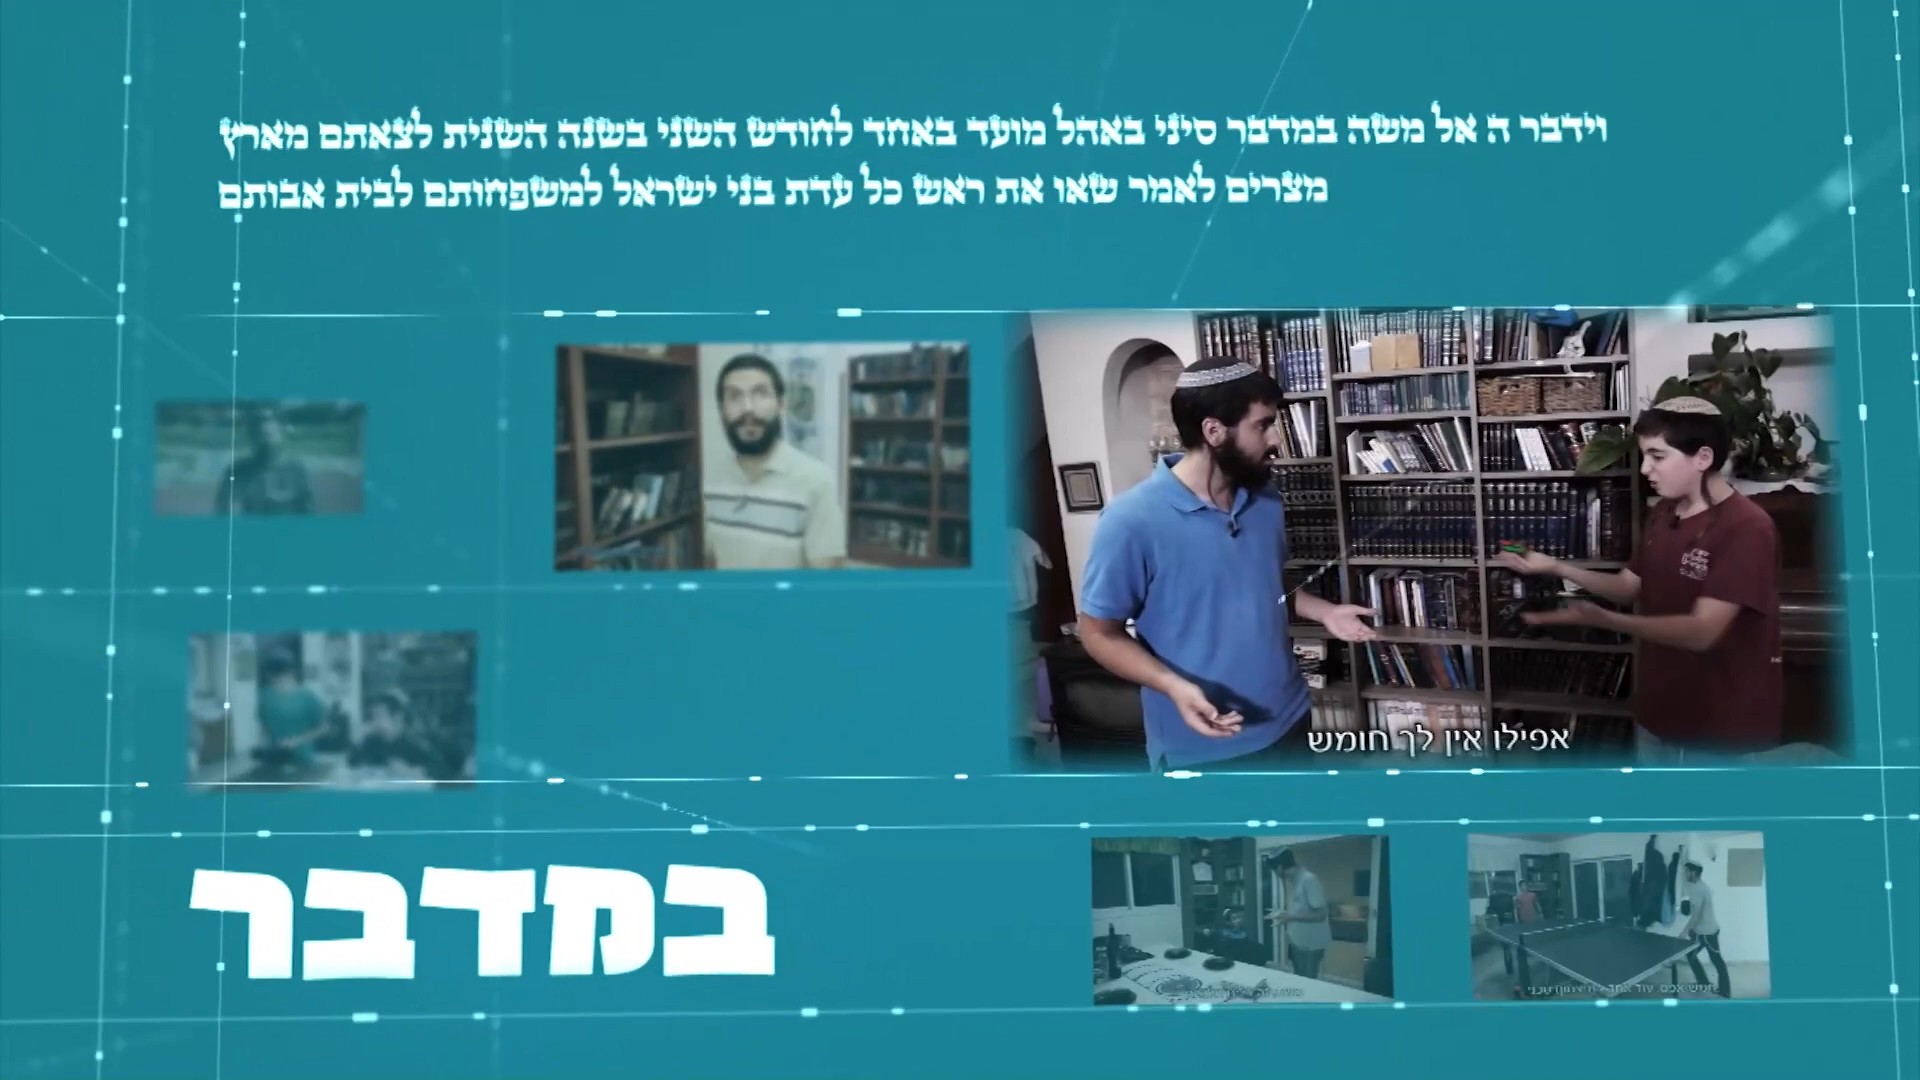 וידבר ה אל משה במדבר סיני באהל מועד באחד לחודש השני בשנה השנית לצאתם מארץ
מצרים לאמר שאו את ראש כל עדת בני ישראל למשפחותם לבית אבותם
אפילו אין לך חומש
במדבר